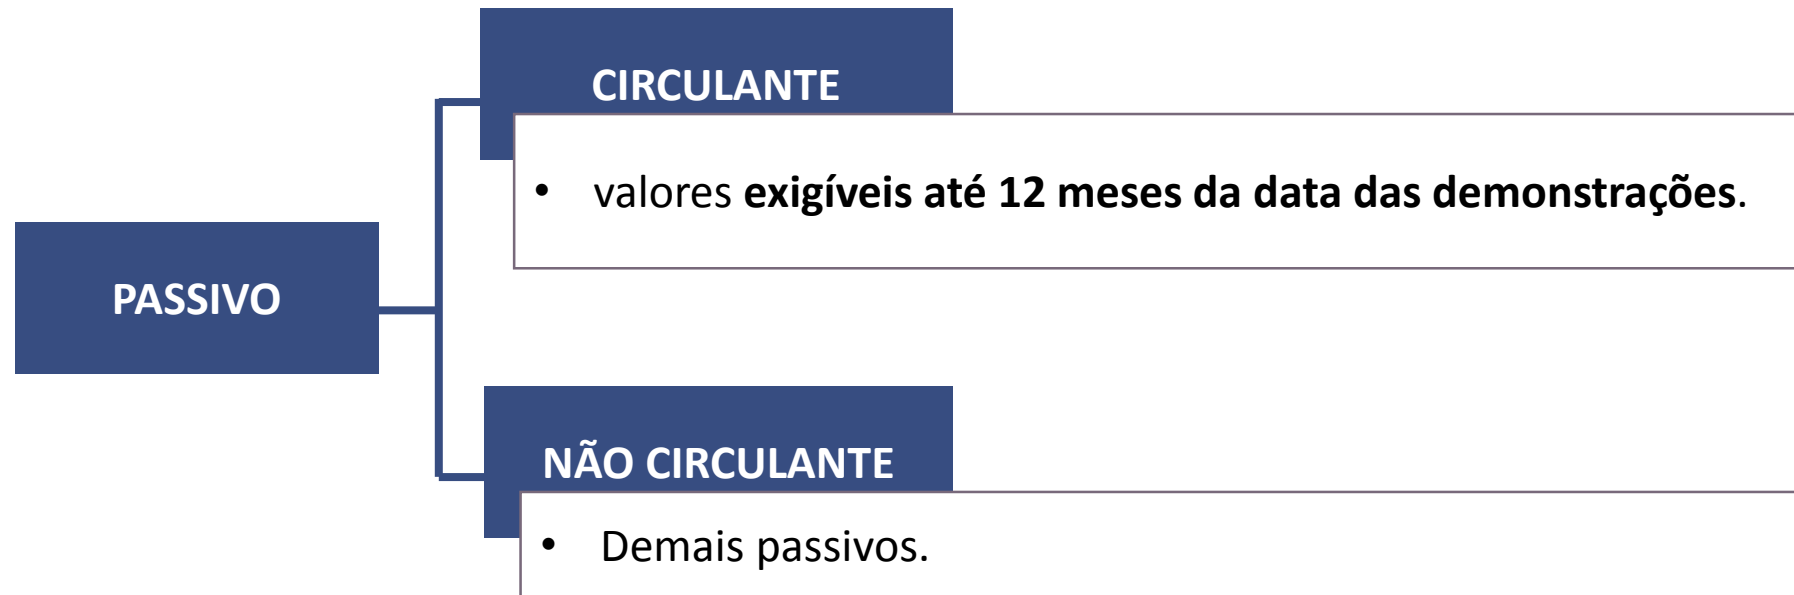 PASSIVO
CIRCULANTE
• valores exigíveis até 12 meses da data das demonstrações.
NÃO CIRCULANTE
• Demais passivos.